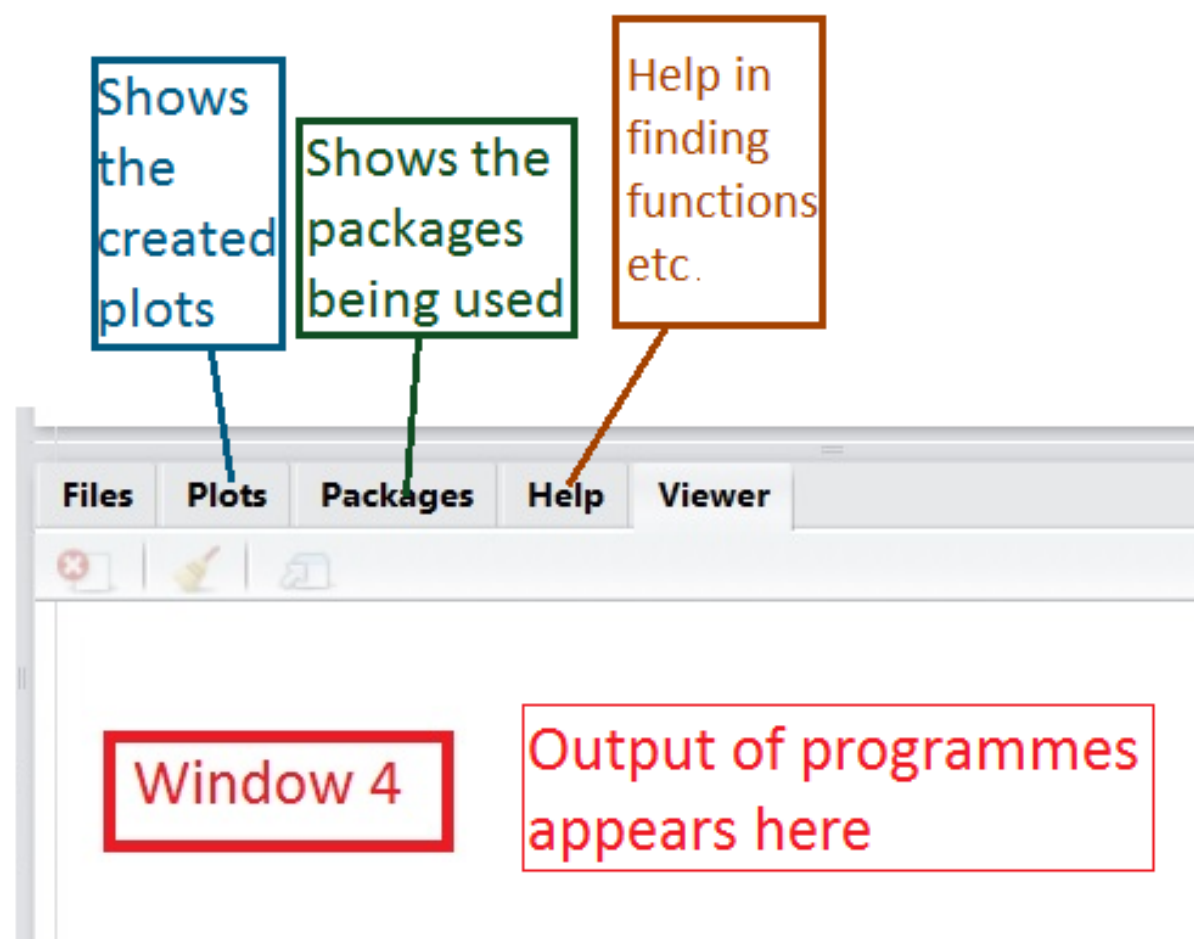 Shows
the
created
plots
Shows the
packages
being used
Help in
finding
functions
etc.
Files Plots Packages Help Viewer
Window 4
Output of programmes
appears here